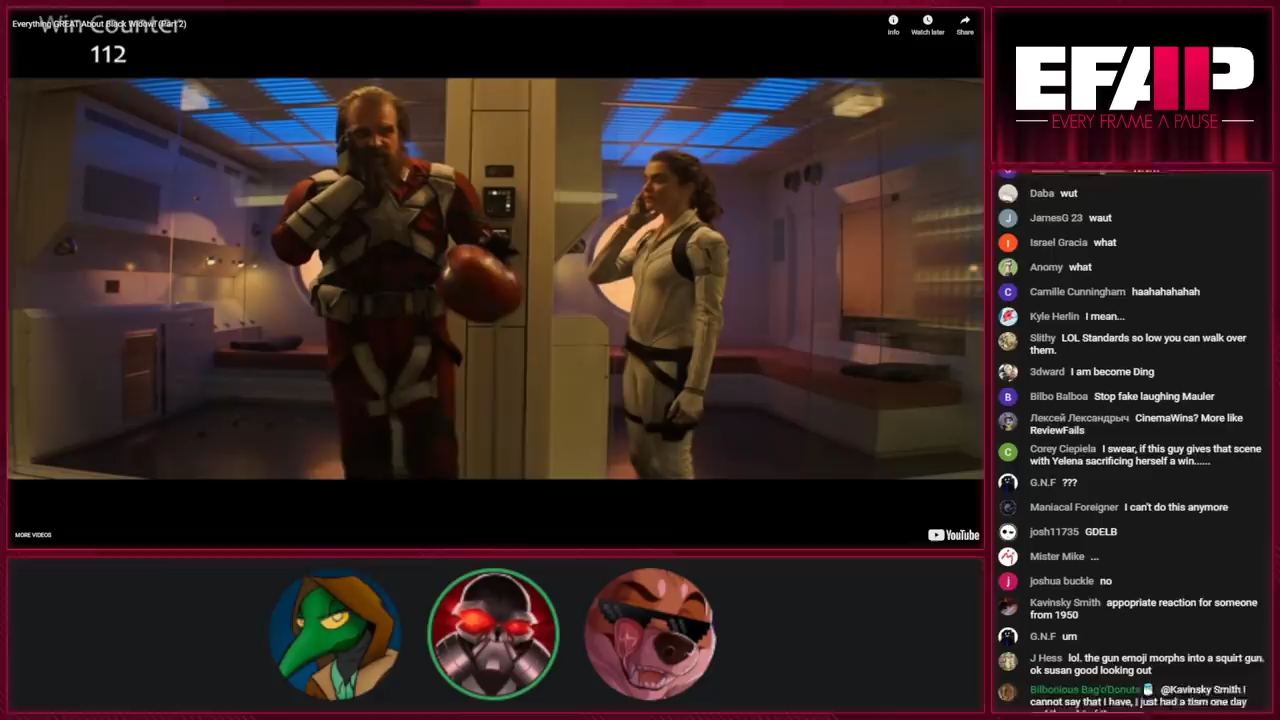 Everything GREAT About Black Widow! (Part 2)
Win Counter
112
Info
Watch later
Share
MORE VIDEOS
YouTube
EFAP
EVERY FRAME A PAUSE
Daba wut
JamesG 23 waut
Israel Gracia what
Anomy what
Camille Cunningham haahahahahah
Kyle Herlin I mean...
Slithy LOL Standards so low you can walk over
them.
3dward I am become Ding
Bilbo Balboa Stop fake laughing Mauler
Лексей Лександрыч CinemaWins? More like
ReviewFails
C
Corey Ciepiela I swear, if this guy gives that scene
with Yelena sacrificing herself a win......
G.N.F ???
Maniacal Foreigner I can't do this anymore
josh11735 GDELB
Mister Mike ...
joshua buckle no
Kavinsky Smith appopriate reaction for someone
from 1950
G.N.F um
J Hess lol. the gun emoji morphs into a squirt gun,
ok susan good looking out
Bilbonious Bag'o'Donuts @Kavinsky Smith I
cannot say that I have, I just had a tism one day